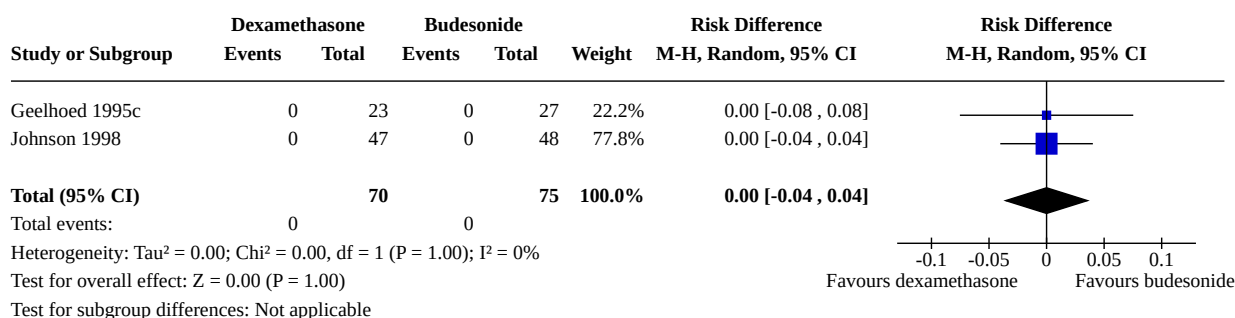 Dexamethasone Budesonide Risk Difference Risk Difference
Study or Subgroup Events Total Events Total Weight M-H, Random, 95% CI M-H, Random, 95% CI
Geelhoed 1995c 0 23 0 27 22.2% 0.00 [-0.08 , 0.08]
Johnson 1998 0 47 0 48 77.8% 0.00 [-0.04 , 0.04]
Total (95% CI) 70 75 100.0% 0.00 [-0.04 , 0.04]
Total events: 0 0
Heterogeneity: Tau² = 0.00; Chi² = 0.00, df = 1 (P = 1.00); I² = 0%
-0.1 -0.05 0 0.05 0.1
Test for overall effect: Z = 0.00 (P = 1.00) Favours dexamethasone Favours budesonide
Test for subgroup differences: Not applicable